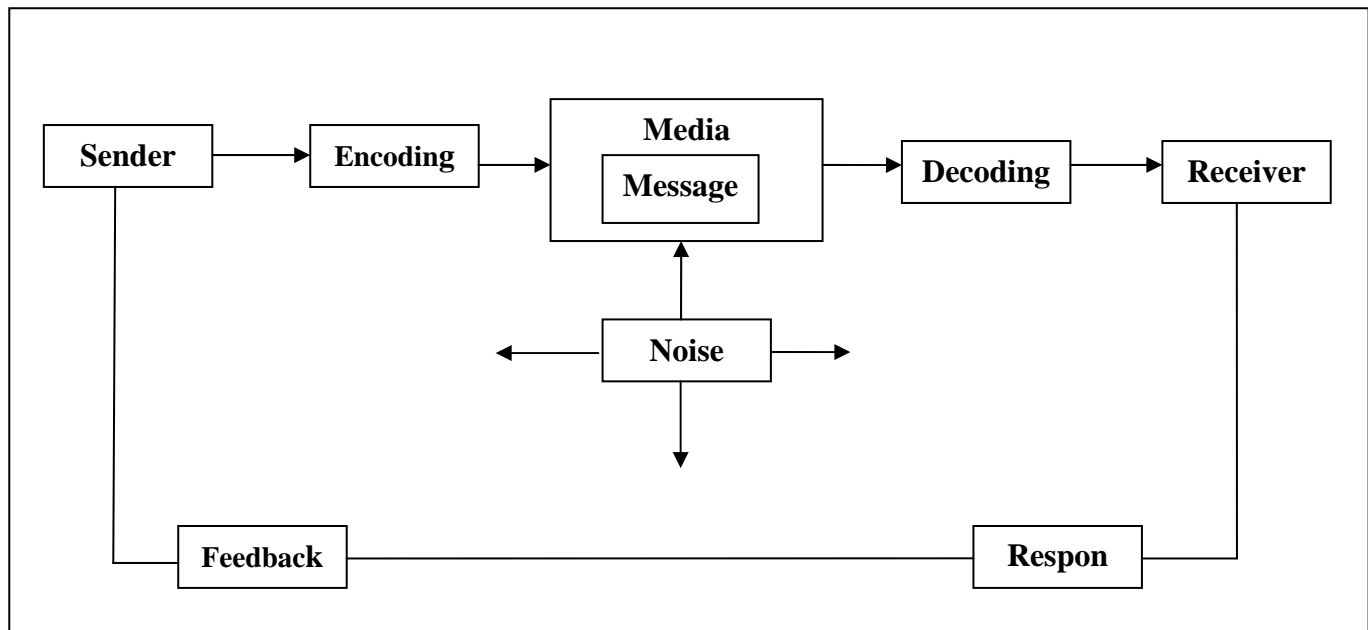 Sender
Encoding
Media
Message
Decoding
Receiver
Noise
Feedback
Respon